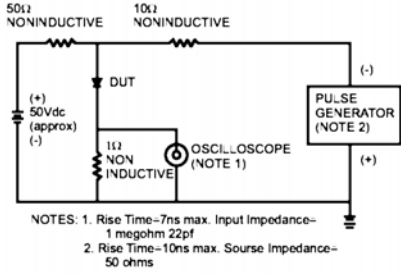 50Ω
NONINDUCTIVE
10Ω
NONINDUCTIVE
(+)
50Vdc
(approx)
(-)
DUT
1Ω
NON
INDUCTIVE
OSCILLOSCOPE
(NOTE 1)
(-)
PULSE
GENERATOR
(NOTE 2)
(+)
NOTES: 1. Rise Time=7ns max. Input Impedance=
1 megohm 22pf
2. Rise Time=10ns max. Sourse Impedance=
50 ohms